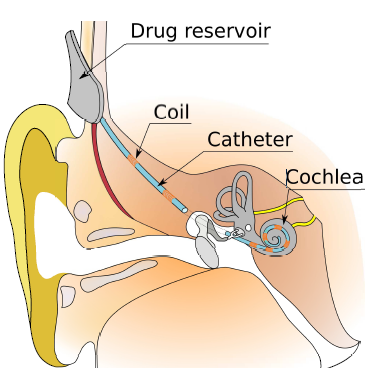 Drug reservoir
Coil
Catheter
Cochlea